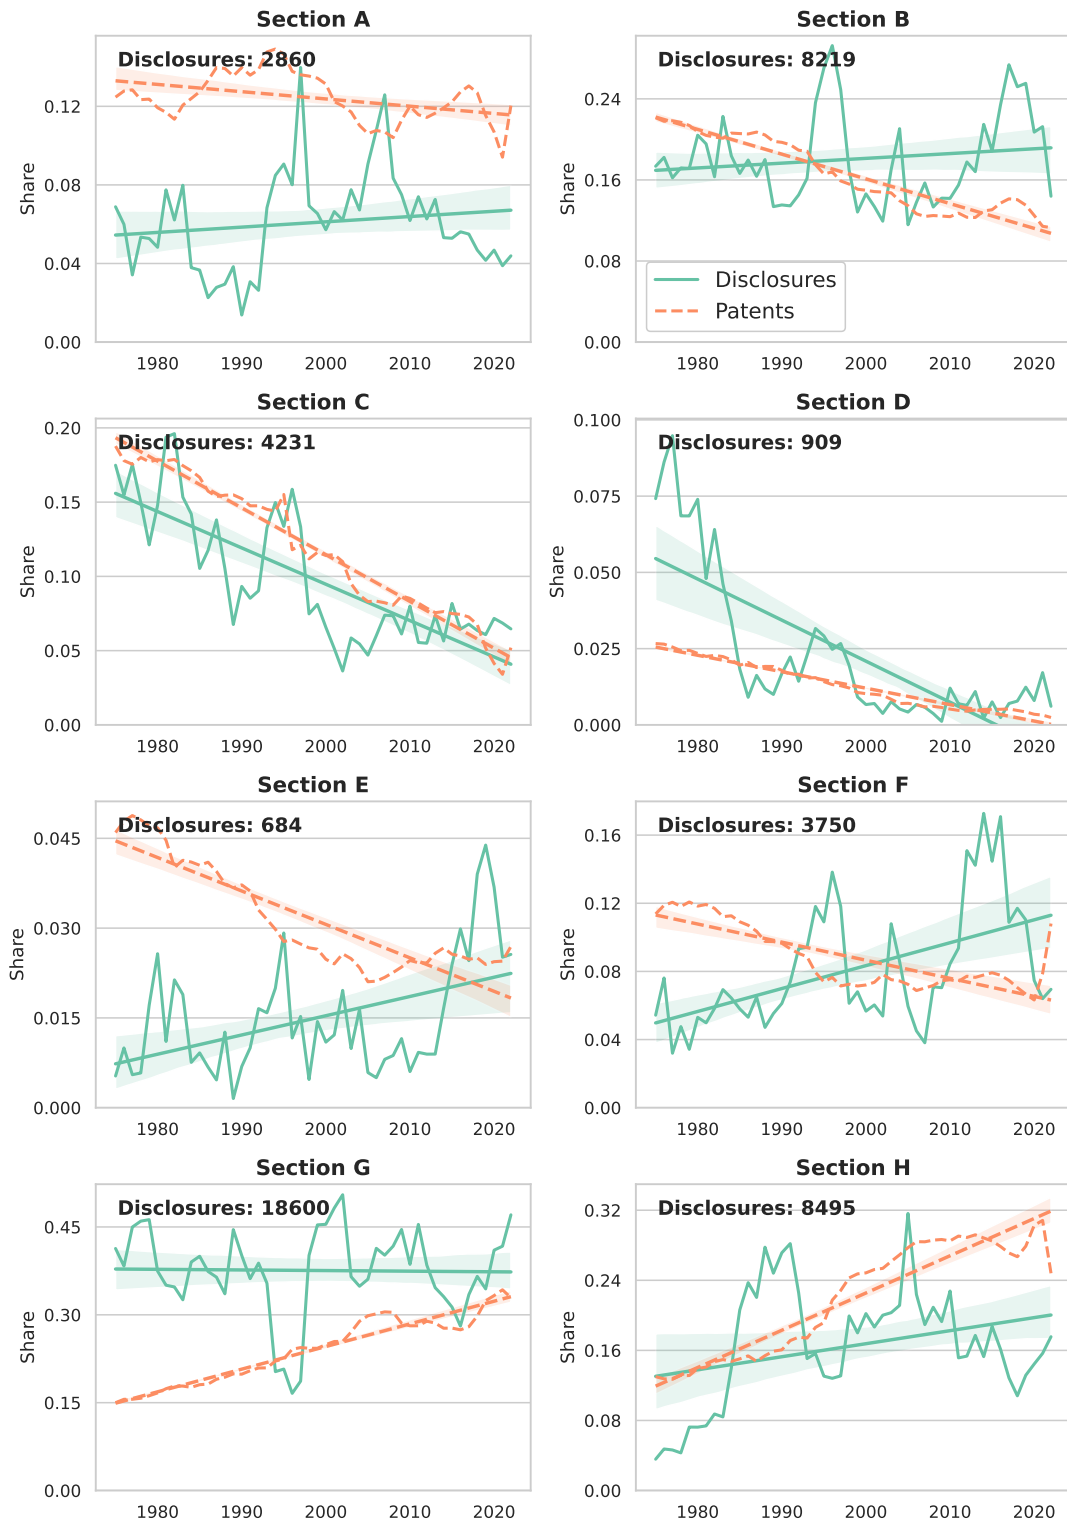 Section A
Disclosures: 2860
Share
0.12
0.08
0.04
0.00
1980 1990 2000 2010 2020
Section B
Disclosures: 8219
0.24
0.16
0.08
0.00
Disclosures
Patents
1980 1990 2000 2010 2020
Section C
Disclosures: 4231
Share
0.20
0.15
0.10
0.05
0.00
1980 1990 2000 2010 2020
Section D
Disclosures: 909
Share
0.100
0.075
0.050
0.025
0.000
1980 1990 2000 2010 2020
Section E
Disclosures: 684
Share
0.045
0.030
0.015
0.000
1980 1990 2000 2010 2020
Section F
Disclosures: 3750
Share
0.16
0.12
0.08
0.04
0.00
1980 1990 2000 2010 2020
Section G
Disclosures: 18600
Share
0.45
0.30
0.15
0.00
1980 1990 2000 2010 2020
Section H
Disclosures: 8495
Share
0.32
0.24
0.16
0.08
0.00
1980 1990 2000 2010 2020
Share